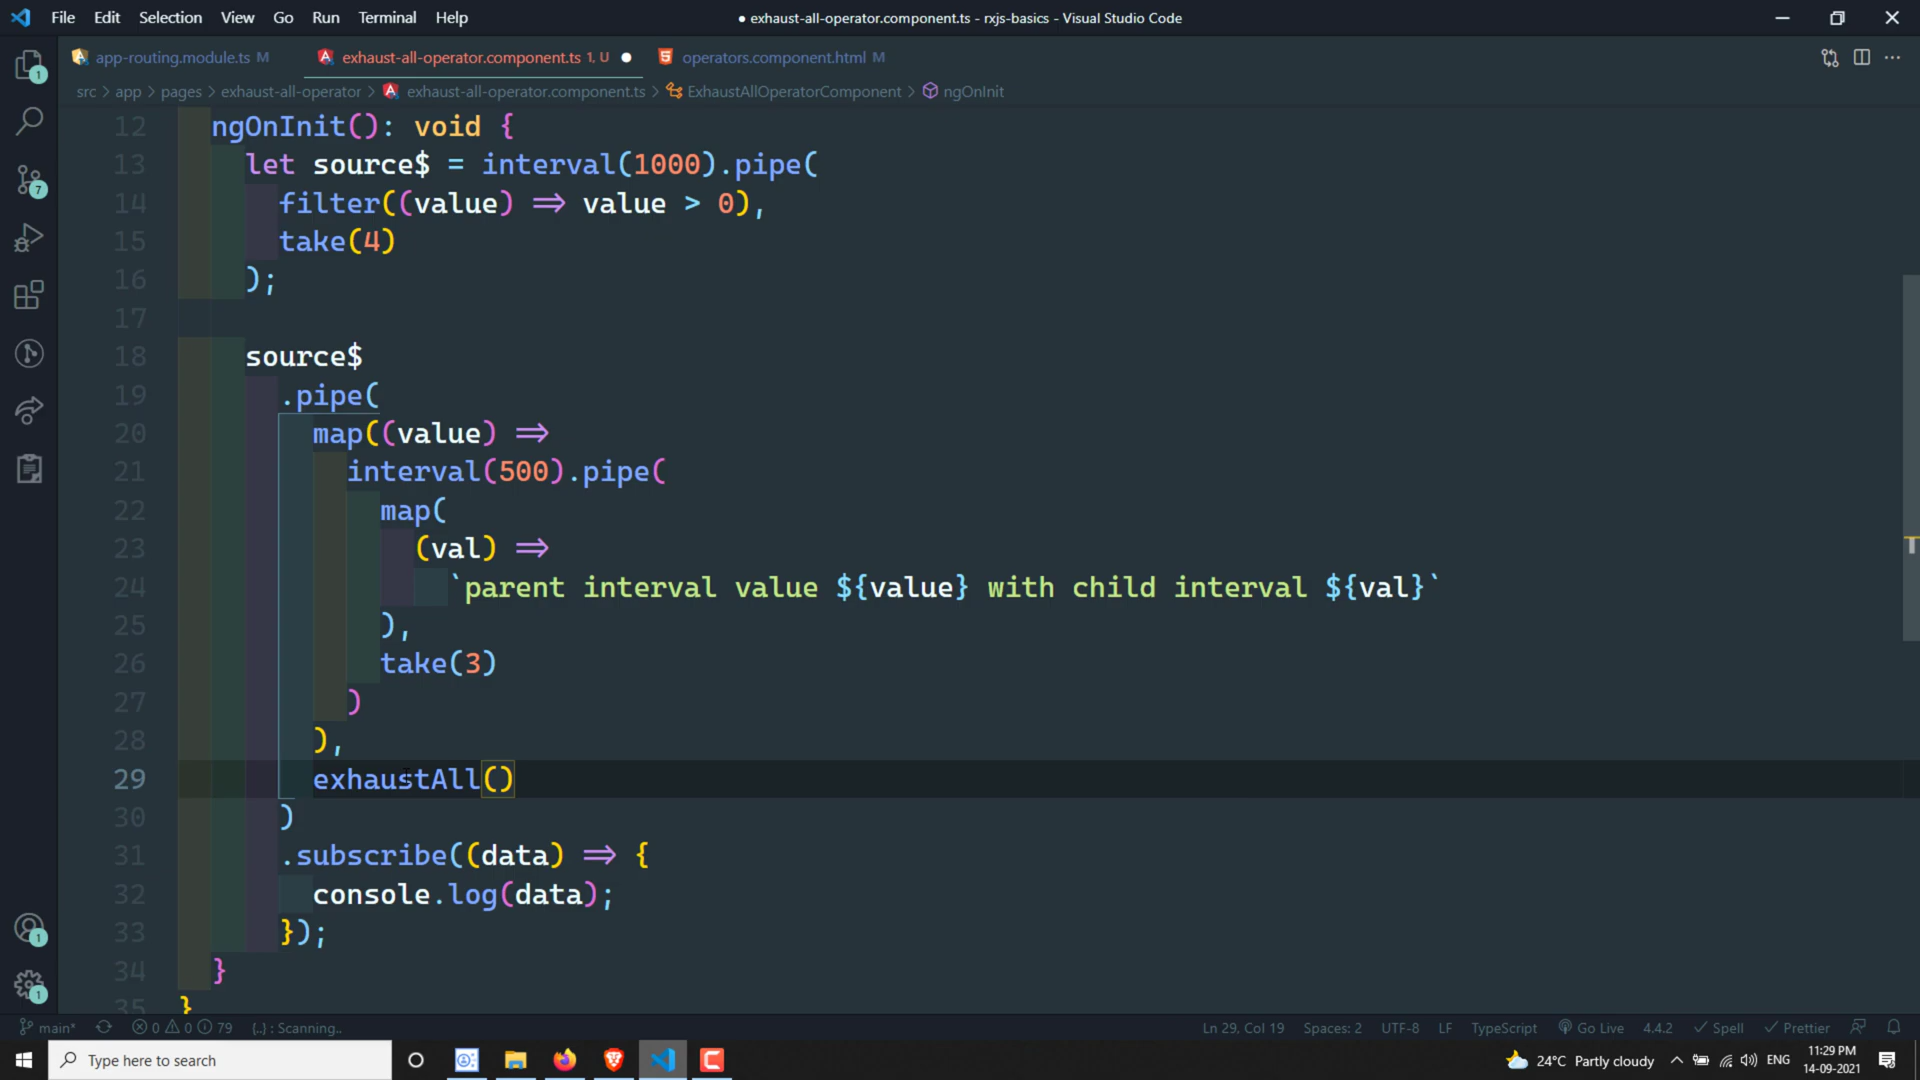 File Edit Selection View Go Run Terminal Help
● exhaust-all-operator.component.ts - rxjs-basics - Visual Studio Code
app-routing.module.ts M
exhaust-all-operator.component.ts 1, U ●
operators.component.html M
src > app > pages > exhaust-all-operator > exhaust-all-operator.component.ts > ExhaustAllOperatorComponent > ngOnInit
12 ngOnInit(): void {
13 let source$ = interval(1000).pipe(
14 filter((value) => value > 0),
15 take(4)
16 );
17
18 source$
19 .pipe(
20 map((value) =>
21 interval(500).pipe(
22 map(
23 (val) =>
24 `parent interval value ${value} with child interval ${val}`
25 ),
26 take(3)
27 )
28 ),
29 exhaustAll()
30 )
31 .subscribe((data) => {
32 console.log(data);
33 });
34 }
35 }
1
7
1
1
main* 0 0 79 {..} : Scanning..
Ln 29, Col 19 Spaces: 2 UTF-8 LF TypeScript Go Live 4.4.2 Spell Prettier
Type here to search
24°C Partly cloudy
ENG
11:29 PM
14-09-2021